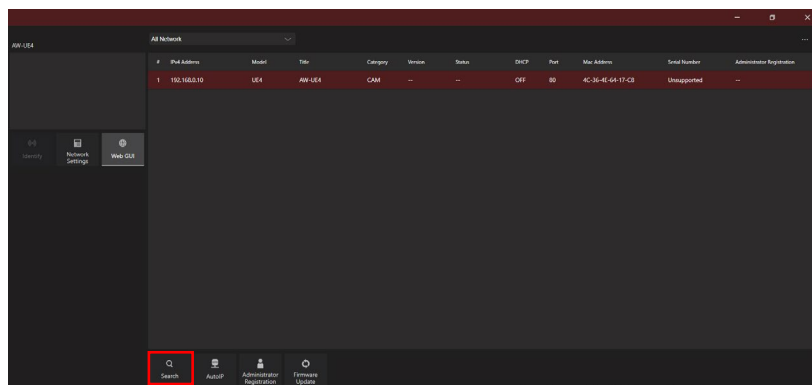 All Network
AW-UE4
# IPv4 Address Model Title Category Version Status DHCP Port Mac Address Serial Number Administrator Registration
1 192.168.0.10 UE4 AW-UE4 CAM -- -- OFF 80 4C-36-4E-64-17-C8 Unsupported --
Identify
Network
Settings
Web GUI
Search
AutoIP
Administrator
Registration
Firmware
Update